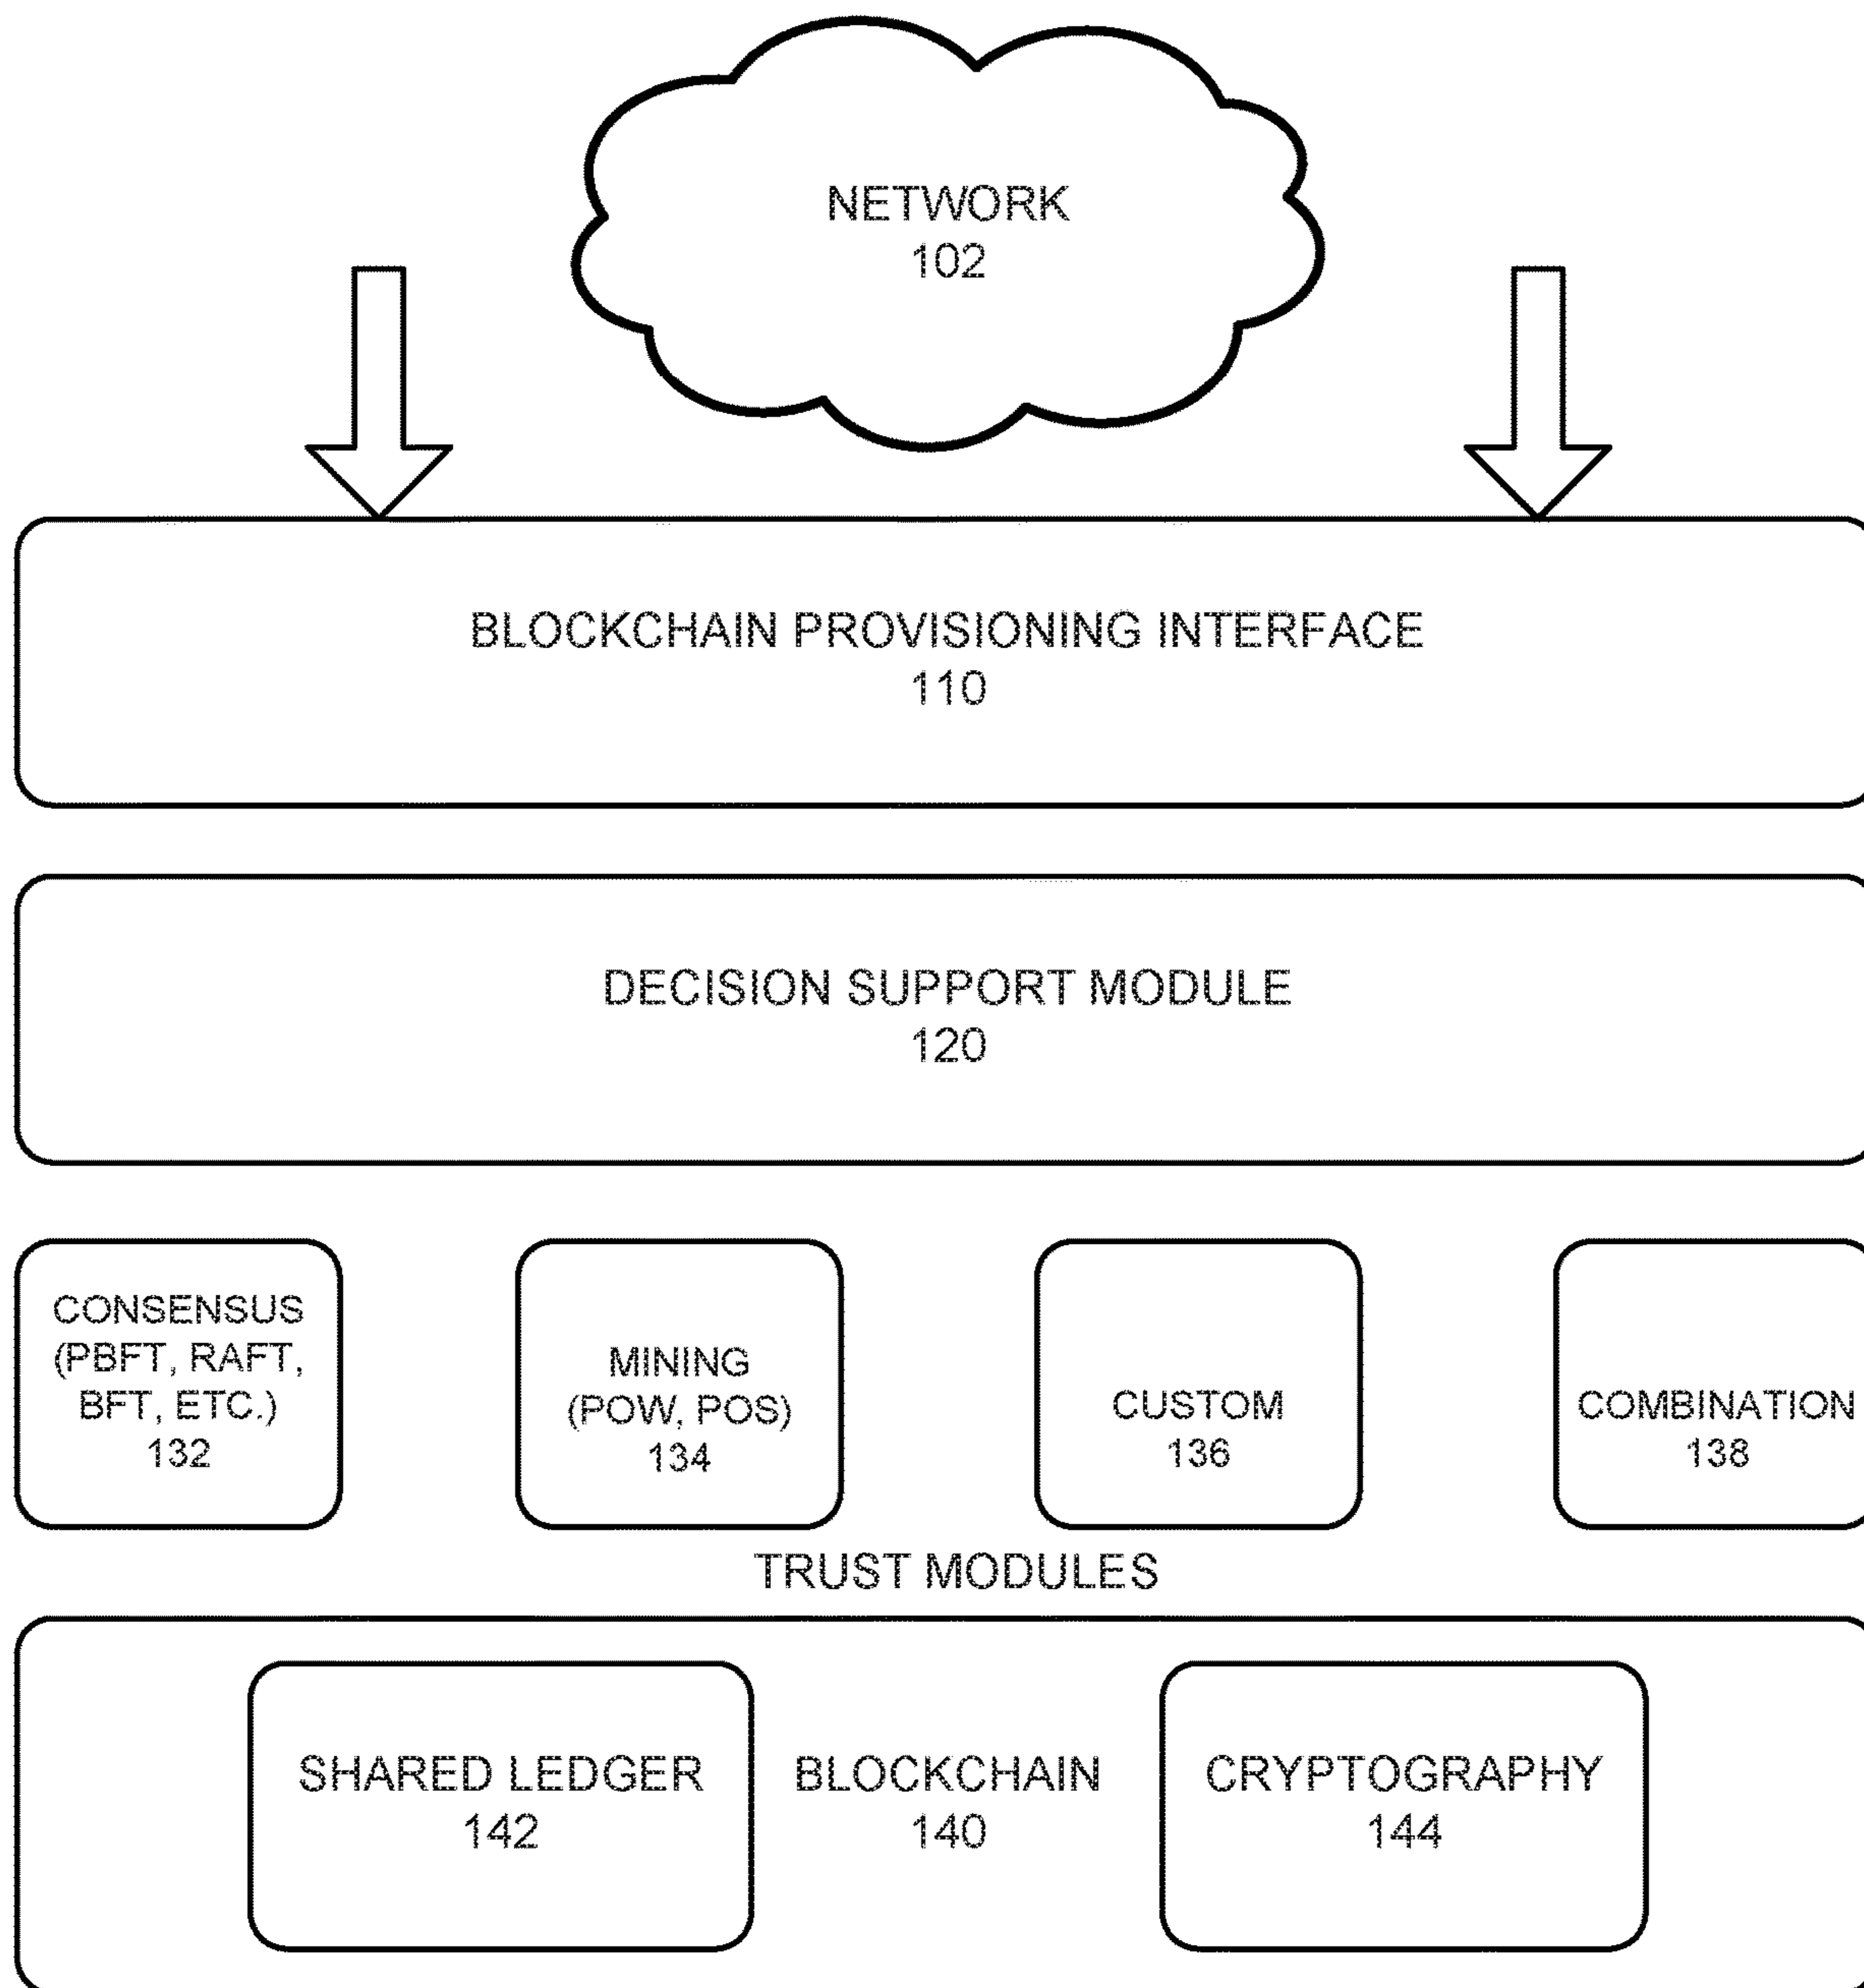 NETWORK
102
BLOCKCHAIN PROVISIONING INTERFACE
110
DECISION SUPPORT MODULE
120
CONSENSUS
(PBFT, RAFT,
BFT, ETC.)
132
MINING
(POW, POS)
134
CUSTOM
136
COMBINATION
138
TRUST MODULES
SHARED LEDGER
142
BLOCKCHAIN
140
CRYPTOGRAPHY
144